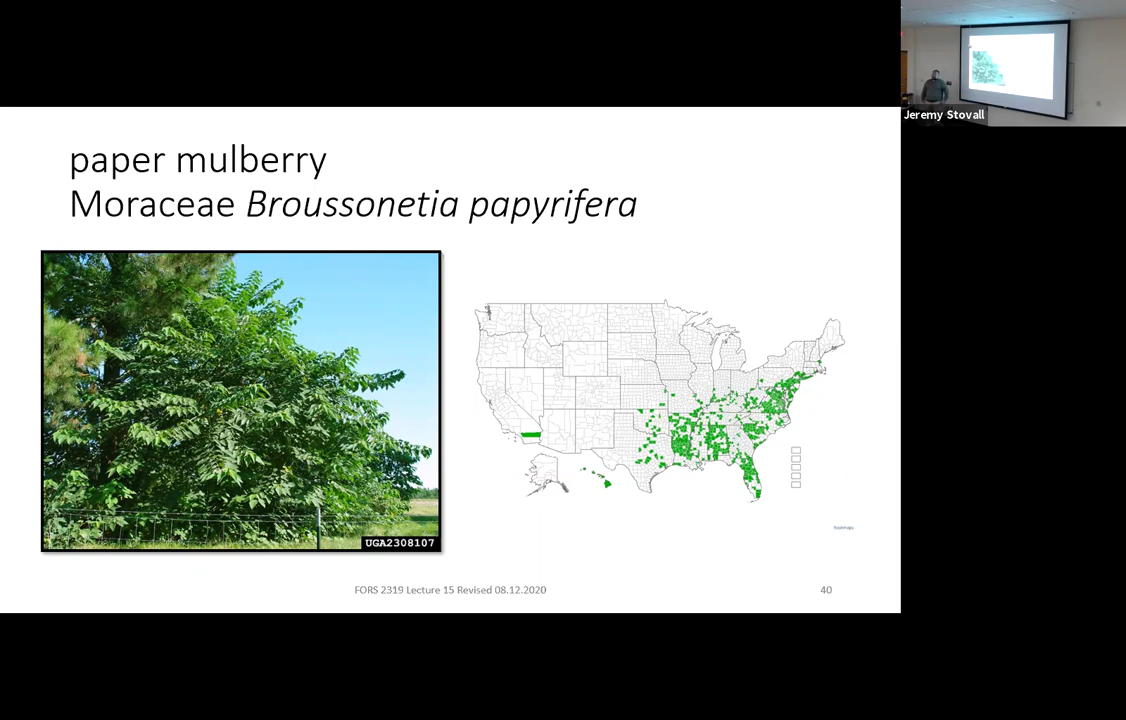 paper mulberry
Moraceae Broussonetia papyrifera
UGA2308107
FORS 2319 Lecture 15 Revised 08.12.2020
40
Jeremy Stovall